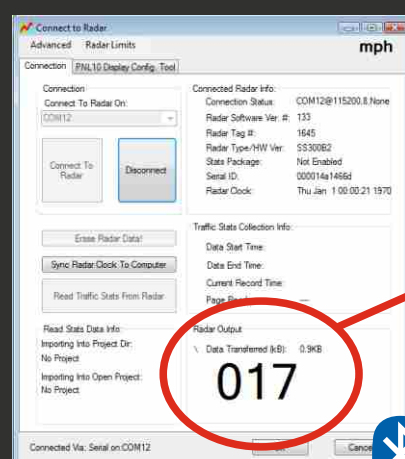 Connect to Radar
Advanced Radar Limits
mph
Connection PNL10 Display Config. Tool
Connection
Connect To Radar On:
COM12
Connect To Radar
Disconnect
Erase Radar Data!
Sync Radar Clock To Computer
Read Traffic Stats From Radar
Read Stats Data Info
Importing Into Project Dir:
No Project
Importing Into Open Project:
No Project
Connected Radar Info:
Connection Status: COM12@115200,8,None
Radar Software Ver. #: 133
Radar Tag #: 1645
Radar Type/HW Ver: SS300B2
Stats Package: Not Enabled
Serial ID: 000014a1466d
Radar Clock: Thu Jan 1 00:00:21 1970
Traffic Stats Collection Info:
Data Start Time:
Data End Time:
Current Record Time:
Radar Output
\ Data Transferred (kB): 0.9KB
017
Connected Via: Serial on COM12